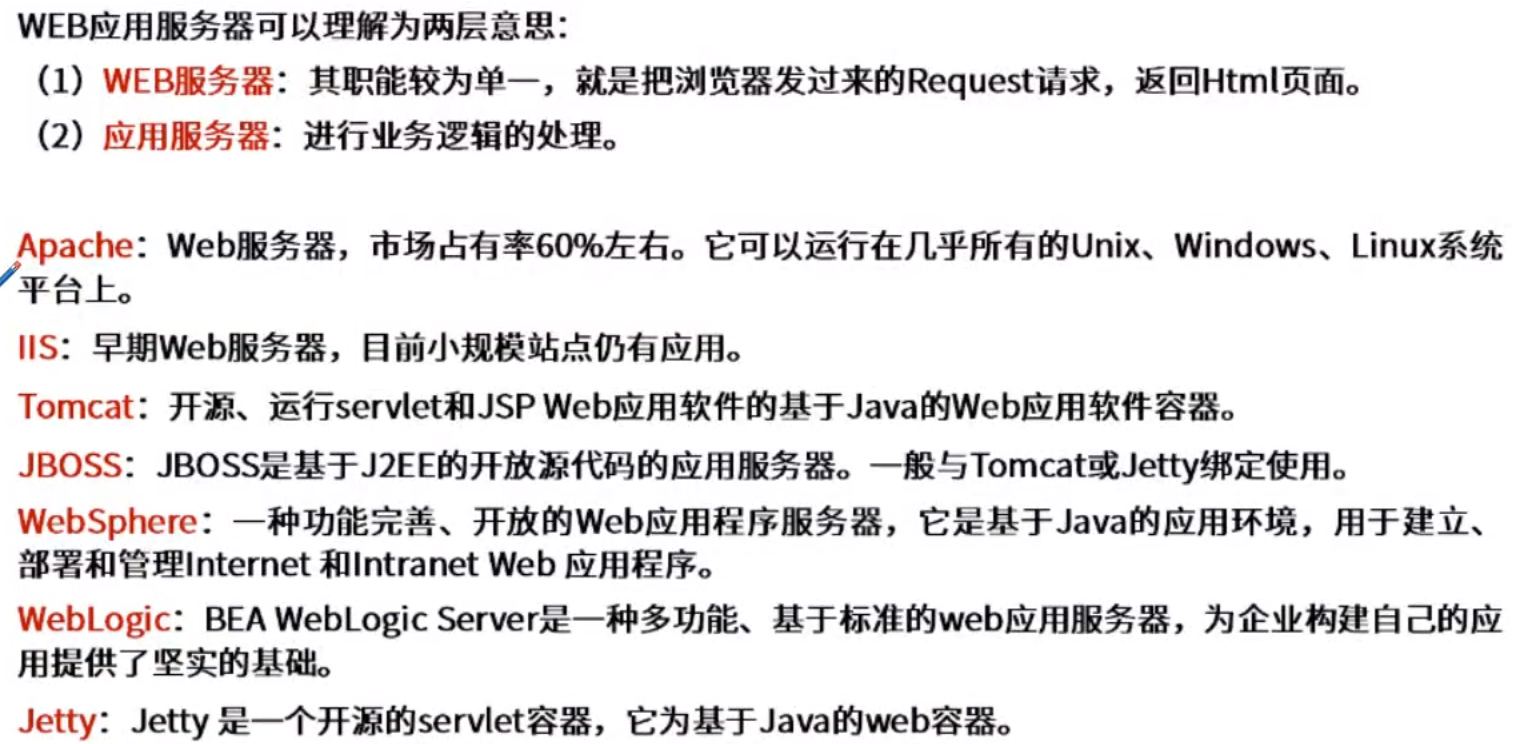 WEB应用服务器可以理解为两层意思：
（1）WEB服务器：其职能较为单一，就是把浏览器发过来的Request请求，返回Html页面。
（2）应用服务器：进行业务逻辑的处理。
Apache：Web服务器，市场占有率60%左右。它可以运行在几乎所有的Unix、Windows、Linux系统
平台上。
IIS：早期Web服务器，目前小规模站点仍有应用。
Tomcat：开源、运行servlet和JSP Web应用软件的基于Java的Web应用软件容器。
JBOSS：JBOSS是基于J2EE的开放源代码的应用服务器。一般与Tomcat或Jetty绑定使用。
WebSphere：一种功能完善、开放的Web应用程序服务器，它是基于Java的应用环境，用于建立、
部署和管理Internet 和Intranet Web 应用程序。
WebLogic：BEA WebLogic Server是一种多功能、基于标准的web应用服务器，为企业构建自己的应
用提供了坚实的基础。
Jetty：Jetty 是一个开源的servlet容器，它为基于Java的web容器。